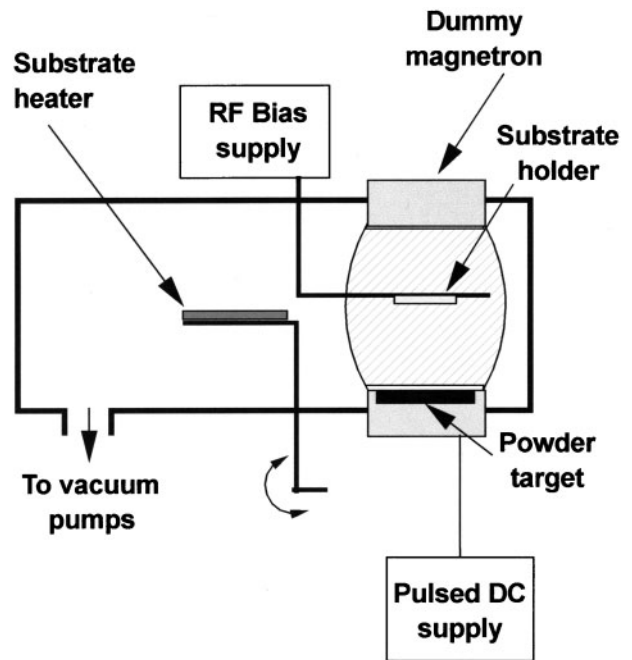 Dummy
magnetron
Substrate
heater
RF Bias
supply
Substrate
holder
To vacuum
pumps
Powder
target
Pulsed DC
supply